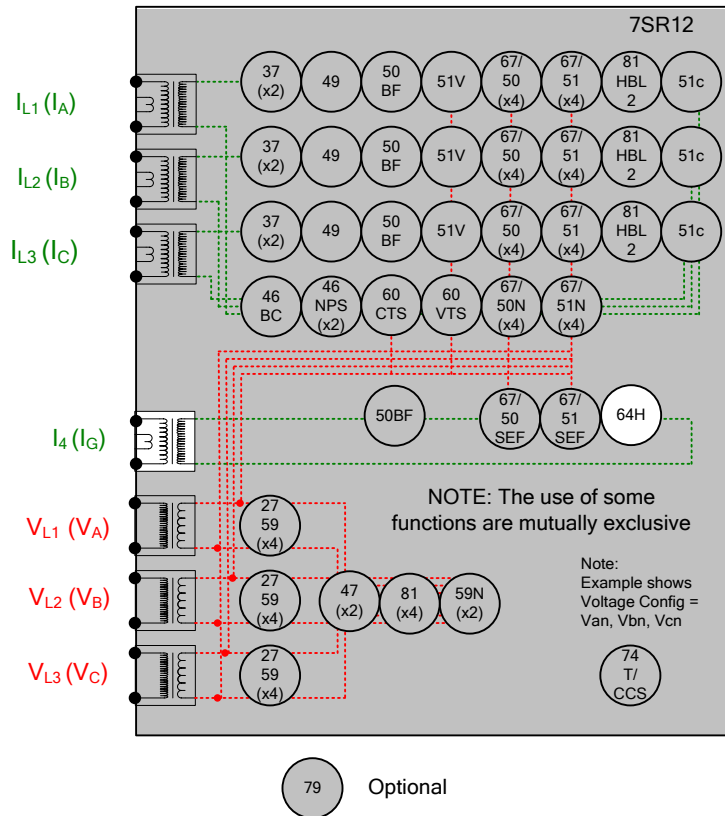 7SR12
I_L1 (I_A)
37
(x2)
49
50
BF
51V
67/
50
(x4)
67/
51
(x4)
81
HBL
2
51c
I_L2 (I_B)
37
(x2)
49
50
BF
51V
67/
50
(x4)
67/
51
(x4)
81
HBL
2
51c
I_L3 (I_C)
37
(x2)
49
50
BF
51V
67/
50
(x4)
67/
51
(x4)
81
HBL
2
51c
46
BC
46
NPS
(x2)
60
CTS
60
VTS
67/
50N
(x4)
67/
51N
(x4)
I_4 (I_G)
50BF
67/
50
SEF
67/
51
SEF
64H
NOTE: The use of some
functions are mutually exclusive
V_L1 (V_A)
27
59
(x4)
V_L2 (V_B)
27
59
(x4)
47
(x2)
81
(x4)
59N
(x2)
Note:
Example shows
Voltage Config =
Van, Vbn, Vcn
V_L3 (V_C)
27
59
(x4)
74
T/
CCS
79
Optional